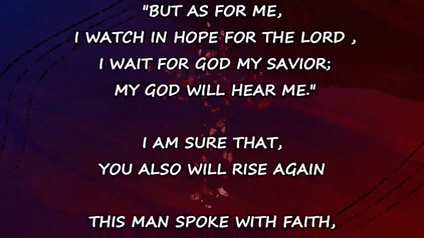 "BUT AS FOR ME,
I WATCH IN HOPE FOR THE LORD ,
I WAIT FOR GOD MY SAVIOR;
MY GOD WILL HEAR ME."
I AM SURE THAT,
YOU ALSO WILL RISE AGAIN
THIS MAN SPOKE WITH FAITH,